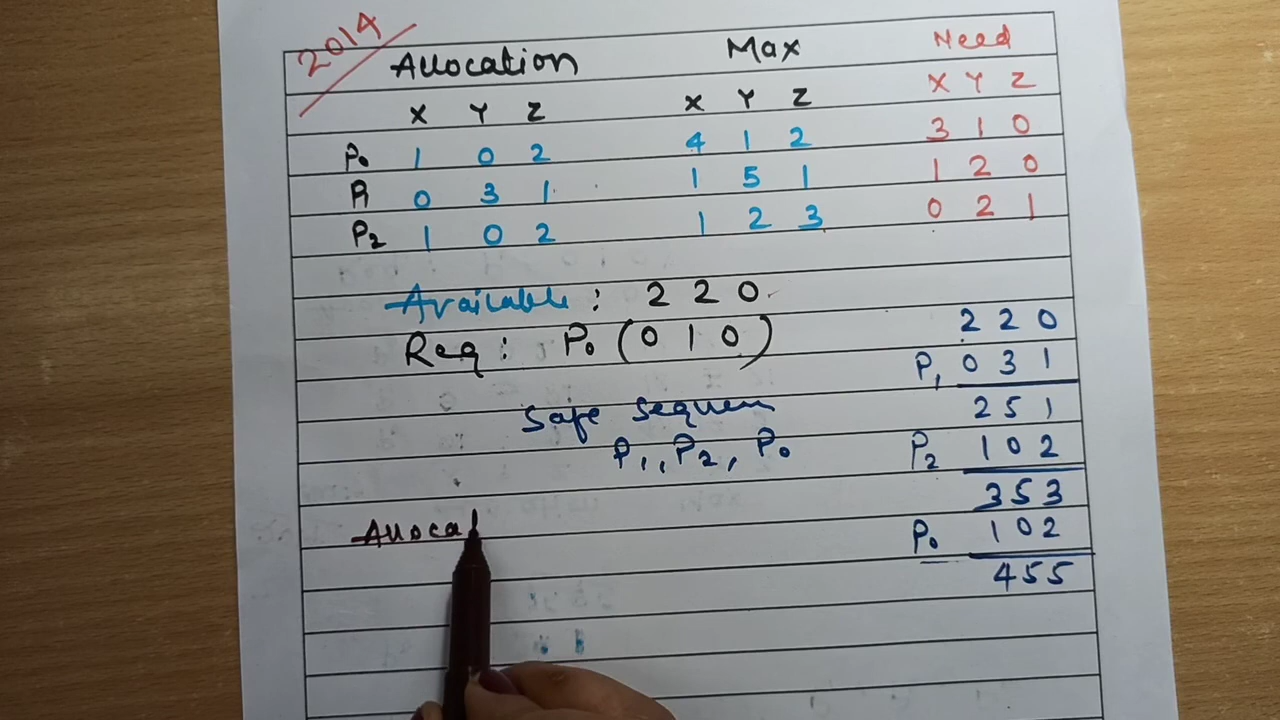 2014
Allocation Max Need
X Y Z X Y Z X Y Z
P0 1 0 2 4 1 2 3 1 0
P1 0 3 1 1 5 1 1 2 0
P2 1 0 2 1 2 3 0 2 1
Available : 2 2 0
Req : P0 (0 1 0)
Safe Sequen
P1, P2, P0
Allocat
2 2 0
P1 0 3 1
2 5 1
P2 1 0 2
3 5 3
P0 1 0 2
4 5 5